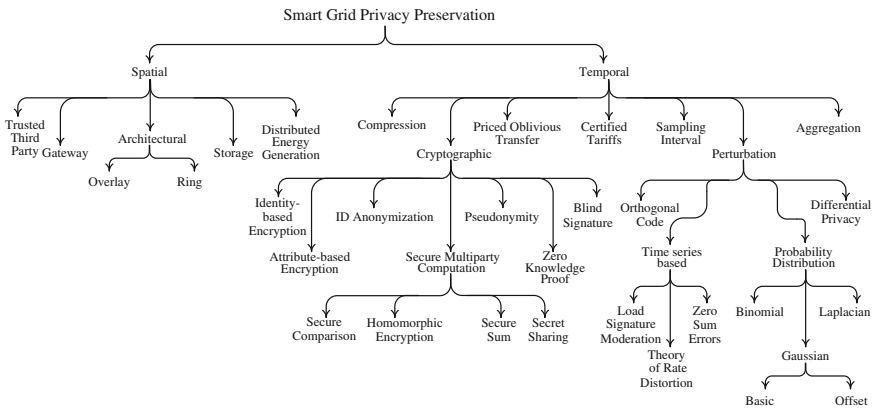 Smart Grid Privacy Preservation
Spatial
Temporal
Trusted
Third
Party
Gateway
Architectural
Storage
Distributed
Energy
Generation
Overlay
Ring
Compression
Cryptographic
Priced Oblivious
Transfer
Certified
Tariffs
Sampling
Interval
Perturbation
Aggregation
Identity-
based
Encryption
Attribute-based
Encryption
ID Anonymization
Secure Multiparty
Computation
Pseudonymity
Zero
Knowledge
Proof
Blind
Signature
Secure
Comparison
Homomorphic
Encryption
Secure
Sum
Secret
Sharing
Orthogonal
Code
Time series
based
Probability
Distribution
Differential
Privacy
Load
Signature
Moderation
Theory
of Rate
Distortion
Zero
Sum
Errors
Binomial
Gaussian
Laplacian
Basic
Offset